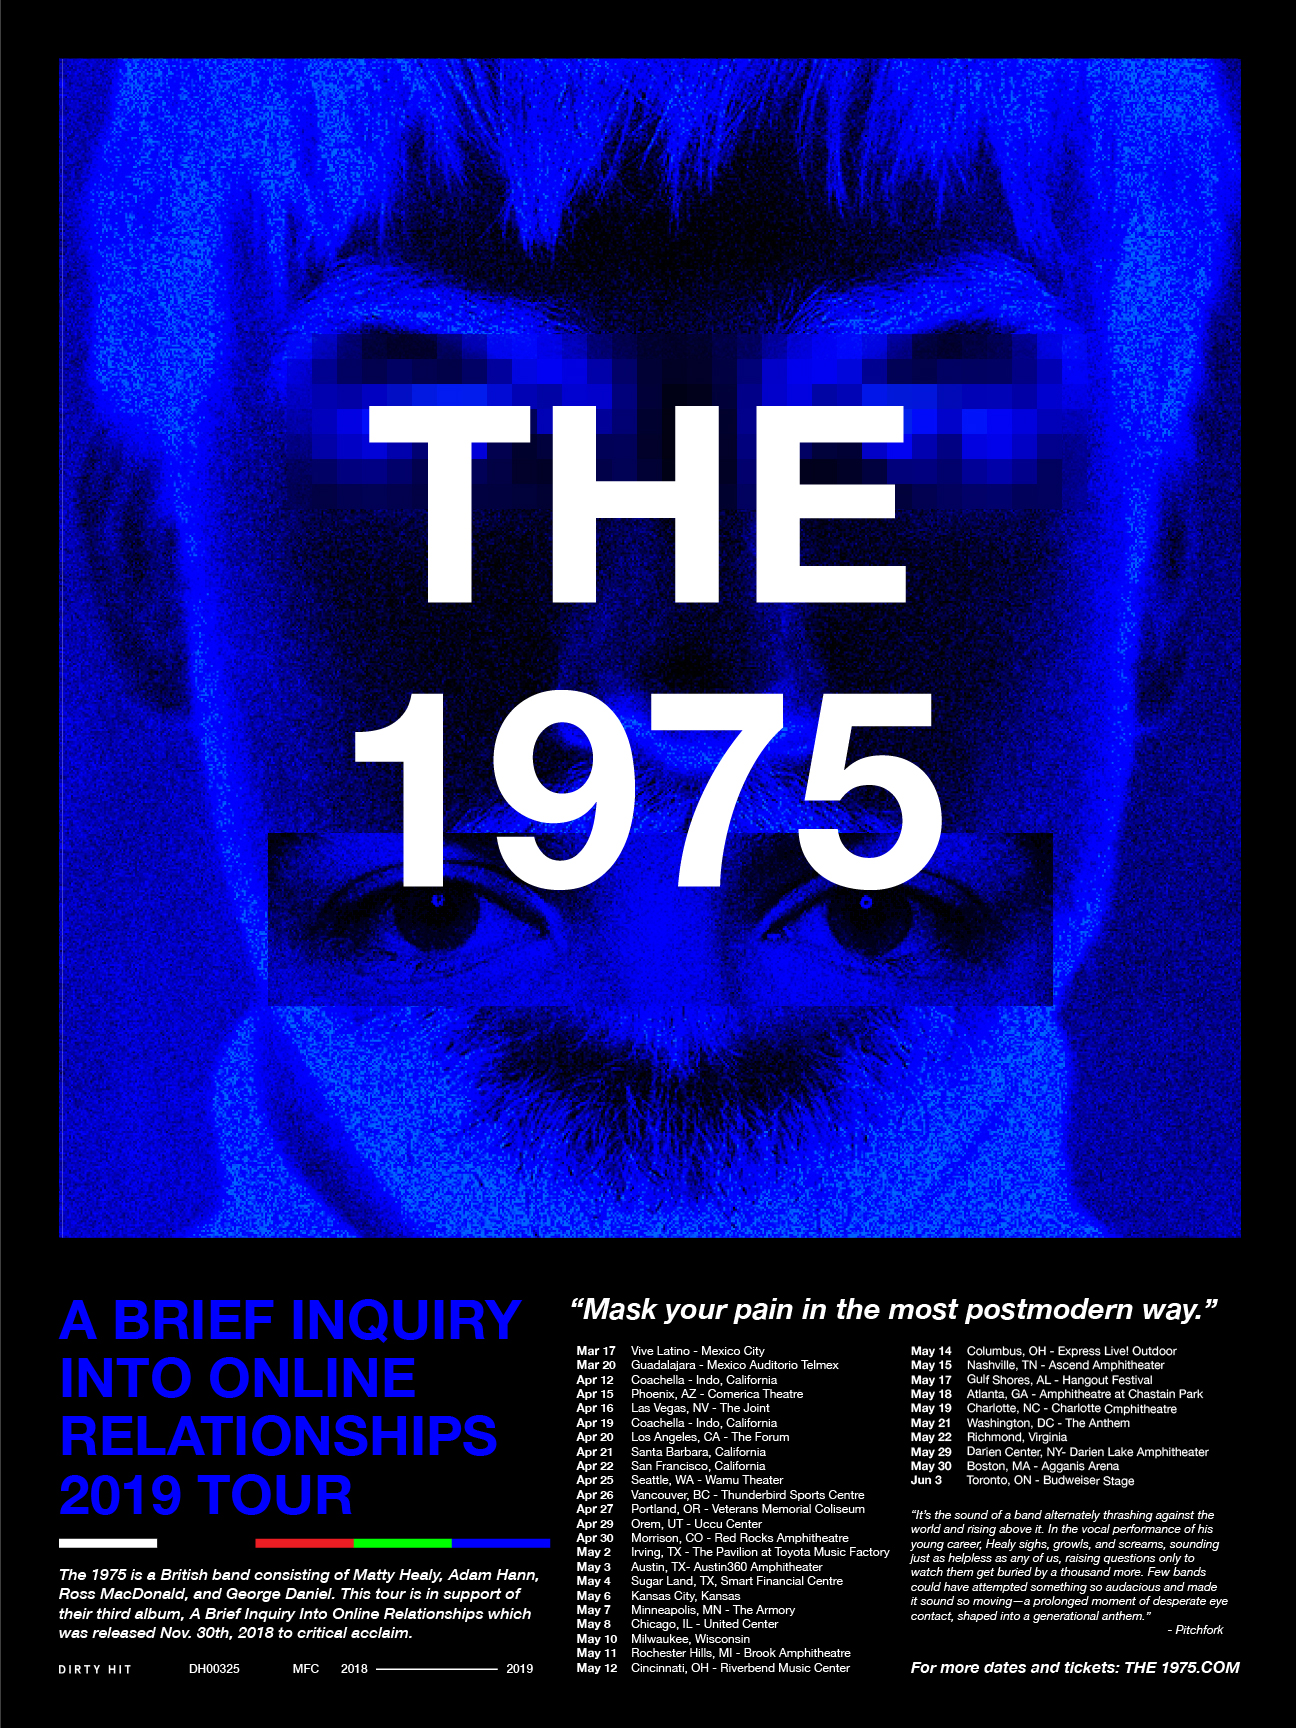 THE
1975
A BRIEF INQUIRY
INTO ONLINE
RELATIONSHIPS
2019 TOUR
The 1975 is a British band consisting of Matty Healy, Adam Hann,
Ross MacDonald, and George Daniel. This tour is in support of
their third album, A Brief Inquiry Into Online Relationships which
was released Nov. 30th, 2018 to critical acclaim.
DIRTY HIT DH00325 MFC 2018 2019
“Mask your pain in the most postmodern way.”
Mar 17 Vive Latino - Mexico City
Mar 20 Guadalajara - Mexico Auditorio Telmex
Apr 12 Coachella - Indo, California
Apr 15 Phoenix, AZ - Comerica Theatre
Apr 16 Las Vegas, NV - The Joint
Apr 19 Coachella - Indo, California
Apr 20 Los Angeles, CA - The Forum
Apr 21 Santa Barbara, California
Apr 22 San Francisco, California
Apr 25 Seattle, WA - Wamu Theater
Apr 26 Vancouver, BC - Thunderbird Sports Centre
Apr 27 Portland, OR - Veterans Memorial Coliseum
Apr 29 Orem, UT - Uccu Center
Apr 30 Morrison, CO - Red Rocks Amphitheatre
May 2 Irving, TX - The Pavilion at Toyota Music Factory
May 3 Austin, TX- Austin360 Amphitheater
May 4 Sugar Land, TX, Smart Financial Centre
May 6 Kansas City, Kansas
May 7 Minneapolis, MN - The Armory
May 8 Chicago, IL - United Center
May 10 Milwaukee, Wisconsin
May 11 Rochester Hills, MI - Brook Amphitheatre
May 12 Cincinnati, OH - Riverbend Music Center
May 14 Columbus, OH - Express Live! Outdoor
May 15 Nashville, TN - Ascend Amphitheater
May 17 Gulf Shores, AL - Hangout Festival
May 18 Atlanta, GA - Amphitheatre at Chastain Park
May 19 Charlotte, NC - Charlotte Cmphitheatre
May 21 Washington, DC - The Anthem
May 22 Richmond, Virginia
May 29 Darien Center, NY- Darien Lake Amphitheater
May 30 Boston, MA - Agganis Arena
Jun 3 Toronto, ON - Budweiser Stage
“It’s the sound of a band alternately thrashing against the
world and rising above it. In the vocal performance of his
young career, Healy sighs, growls, and screams, sounding
just as helpless as any of us, raising questions only to
watch them get buried by a thousand more. Few bands
could have attempted something so audacious and made
it sound so moving—a prolonged moment of desperate eye
contact, shaped into a generational anthem.”
- Pitchfork
For more dates and tickets: THE 1975.COM